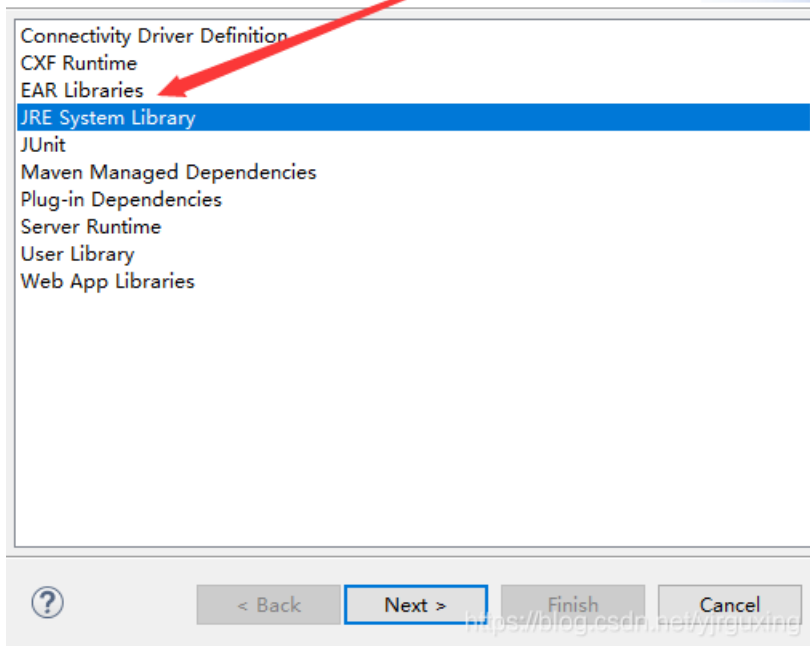 Connectivity Driver Definition
CXF Runtime
EAR Libraries
JRE System Library
JUnit
Maven Managed Dependencies
Plug-in Dependencies
Server Runtime
User Library
Web App Libraries
?
< Back Next > Finish Cancel
https://blog.csdn.net/yjrguxing